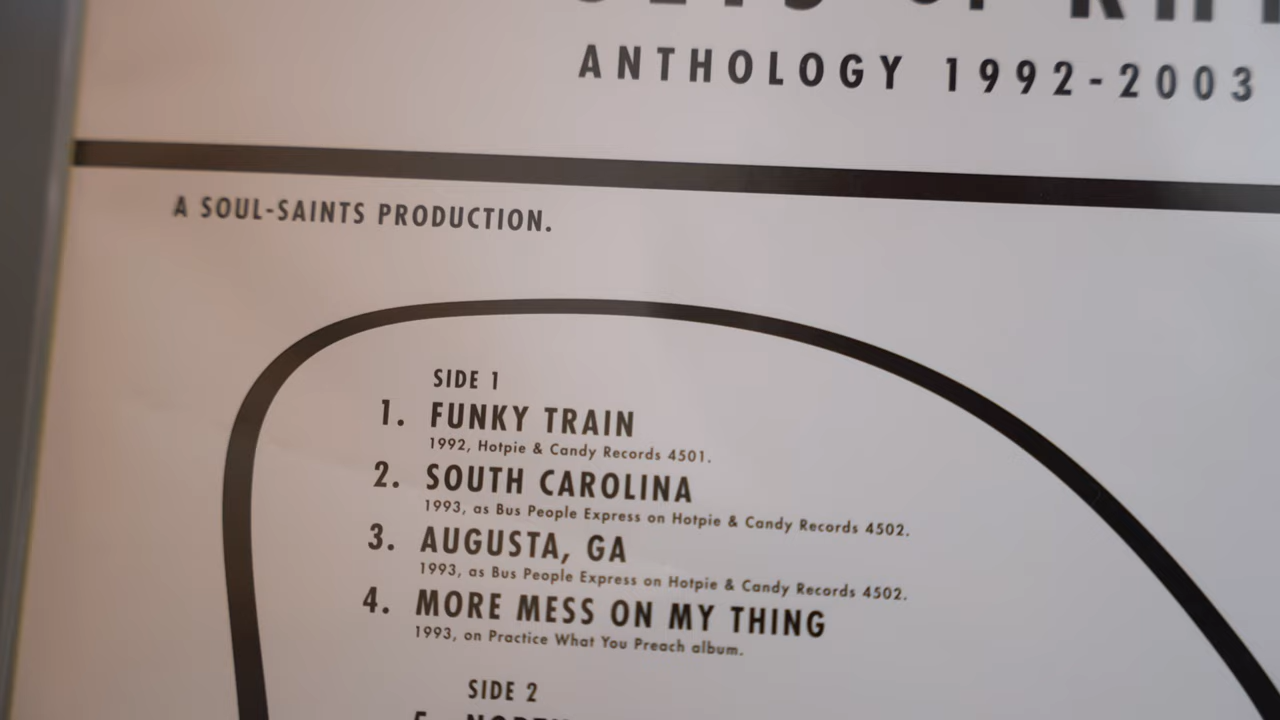 ANTHOLOGY 1992-2003
A SOUL-SAINTS PRODUCTION.
SIDE 1
1. FUNKY TRAIN
1992, Hotpie & Candy Records 4501.
2. SOUTH CAROLINA
1993, as Bus People Express on Hotpie & Candy Records 4502.
3. AUGUSTA, GA
1993, as Bus People Express on Hotpie & Candy Records 4502.
4. MORE MESS ON MY THING
1993, on Practice What You Preach album.
SIDE 2